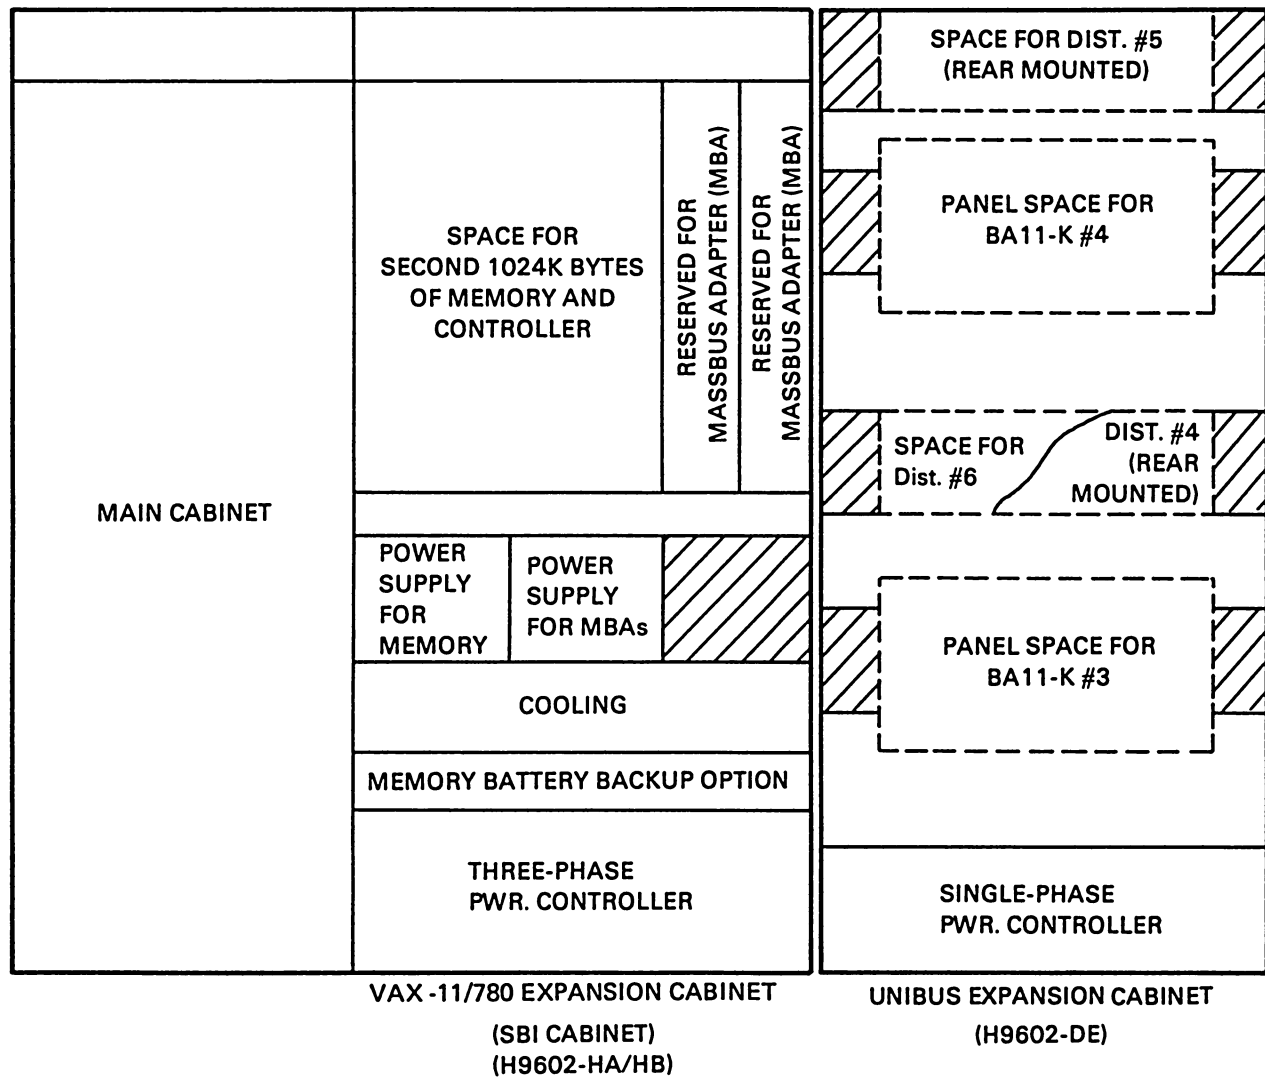 MAIN CABINET
SPACE FOR
SECOND 1024K BYTES
OF MEMORY AND
CONTROLLER
RESERVED FOR
MASSBUS ADAPTER (MBA)
RESERVED FOR
MASSBUS ADAPTER (MBA)
POWER
SUPPLY
FOR
MEMORY
POWER
SUPPLY
FOR MBAs
COOLING
MEMORY BATTERY BACKUP OPTION
THREE-PHASE
PWR. CONTROLLER
VAX -11/780 EXPANSION CABINET
(SBI CABINET)
(H9602-HA/HB)
SPACE FOR DIST. #5
(REAR MOUNTED)
PANEL SPACE FOR
BA11-K #4
SPACE FOR
Dist. #6
DIST. #4
(REAR
MOUNTED)
PANEL SPACE FOR
BA11-K #3
SINGLE-PHASE
PWR. CONTROLLER
UNIBUS EXPANSION CABINET
(H9602-DE)